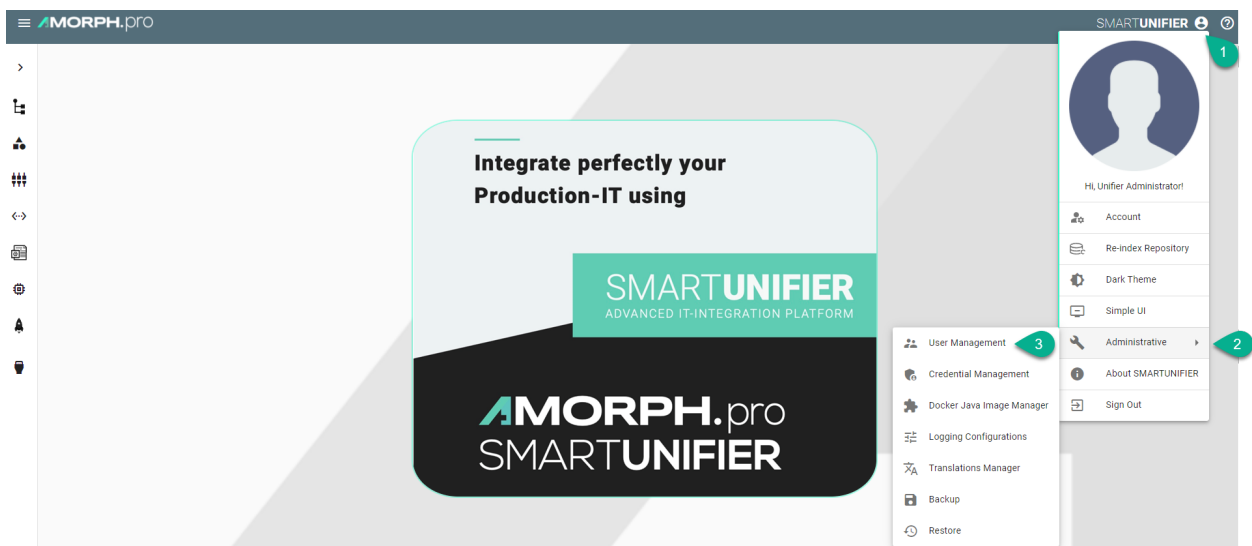 AMORPH.pro
SMARTUNIFIER
1
Integrate perfectly your
Production-IT using
SMARTUNIFIER
ADVANCED IT-INTEGRATION PLATFORM
AMORPH.pro
SMARTUNIFIER
Hi, Unifier Administrator!
Account
Re-index Repository
Dark Theme
Simple UI
Administrative
2
About SMARTUNIFIER
Sign Out
User Management
3
Credential Management
Docker Java Image Manager
Logging Configurations
Translations Manager
Backup
Restore